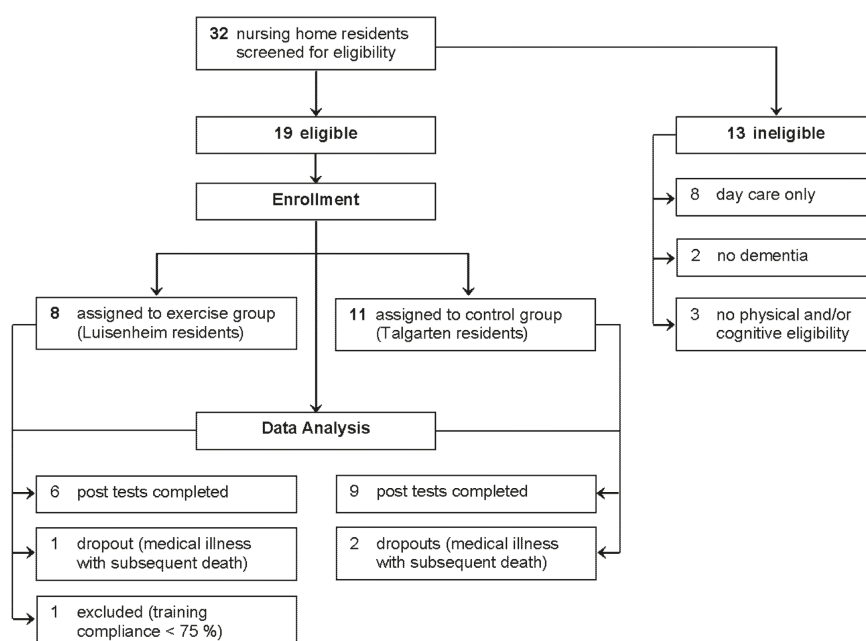 32 nursing home residents
screened for eligibility
19 eligible
13 ineligible
Enrollment
8 day care only
2 no dementia
3 no physical and/or
cognitive eligibility
8 assigned to exercise group
(Luisenheim residents)
11 assigned to control group
(Talgarten residents)
Data Analysis
6 post tests completed
9 post tests completed
1 dropout (medical illness
with subsequent death)
2 dropouts (medical illness
with subsequent death)
1 excluded (training
compliance < 75 %)